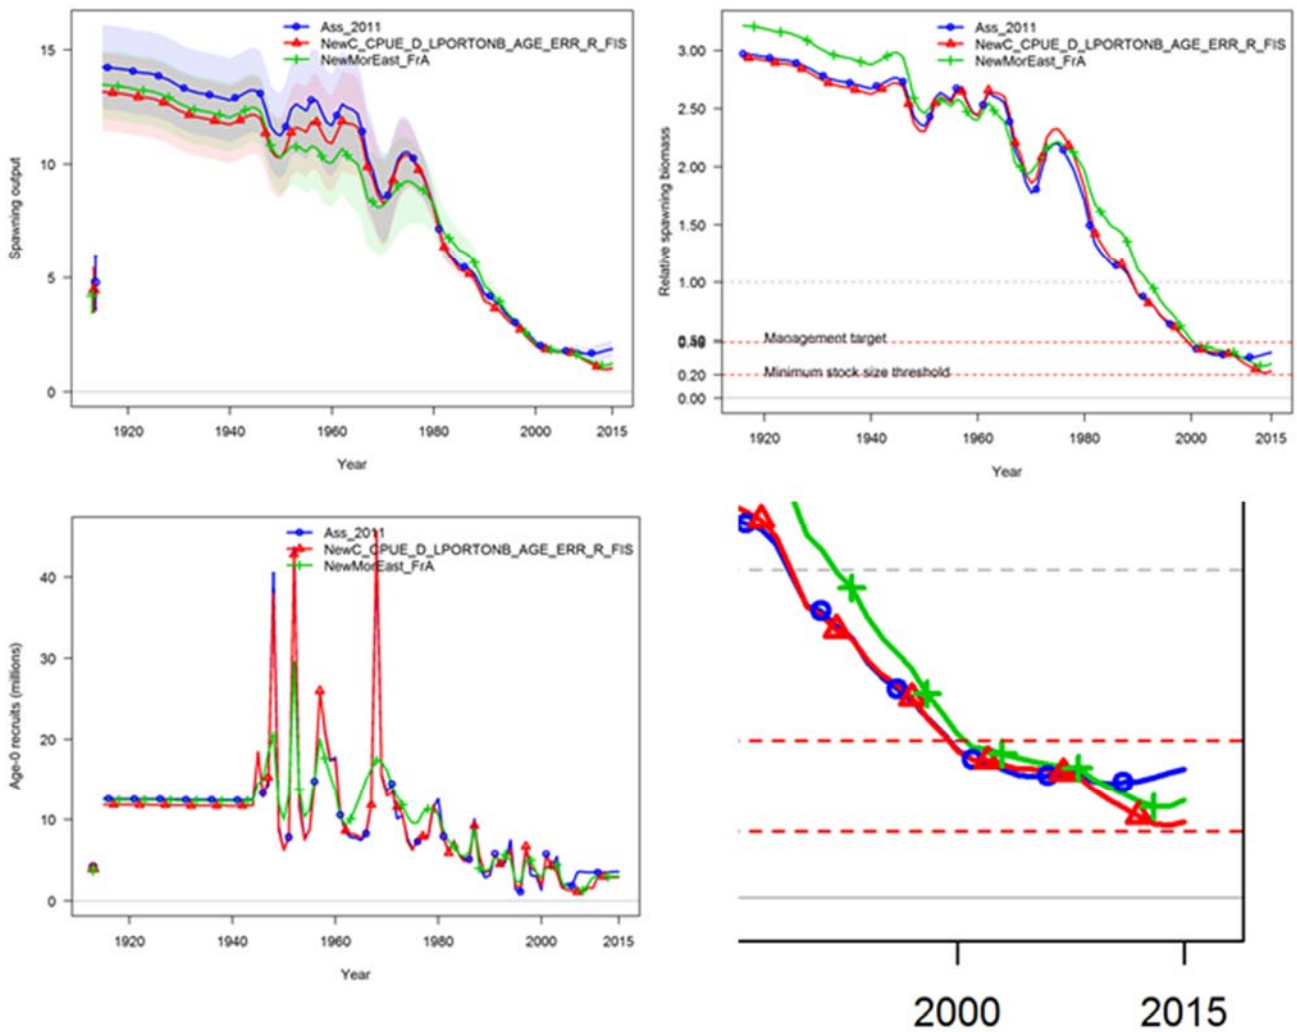 Ass_2011
NewC_CPUE_D_LPORTONB_AGE_ERR_R_FIS
NewMorEast_FrA
Spawning output
15
10
5
0
1920 1940 1960 1980 2000 2015
Year
Ass_2011
NewC_CPUE_D_LPORTONB_AGE_ERR_R_FIS
NewMorEast_FrA
Relative spawning biomass
3.00
2.50
2.00
1.50
1.00
Management target
0.20
Minimum stock size threshold
0.00
1920 1940 1960 1980 2000 2015
Year
Ass_2011
NewC_CPUE_D_LPORTONB_AGE_ERR_R_FIS
NewMorEast_FrA
Age-0 recruits (millions)
40
30
20
10
0
1920 1940 1960 1980 2000 2015
Year
2000 2015